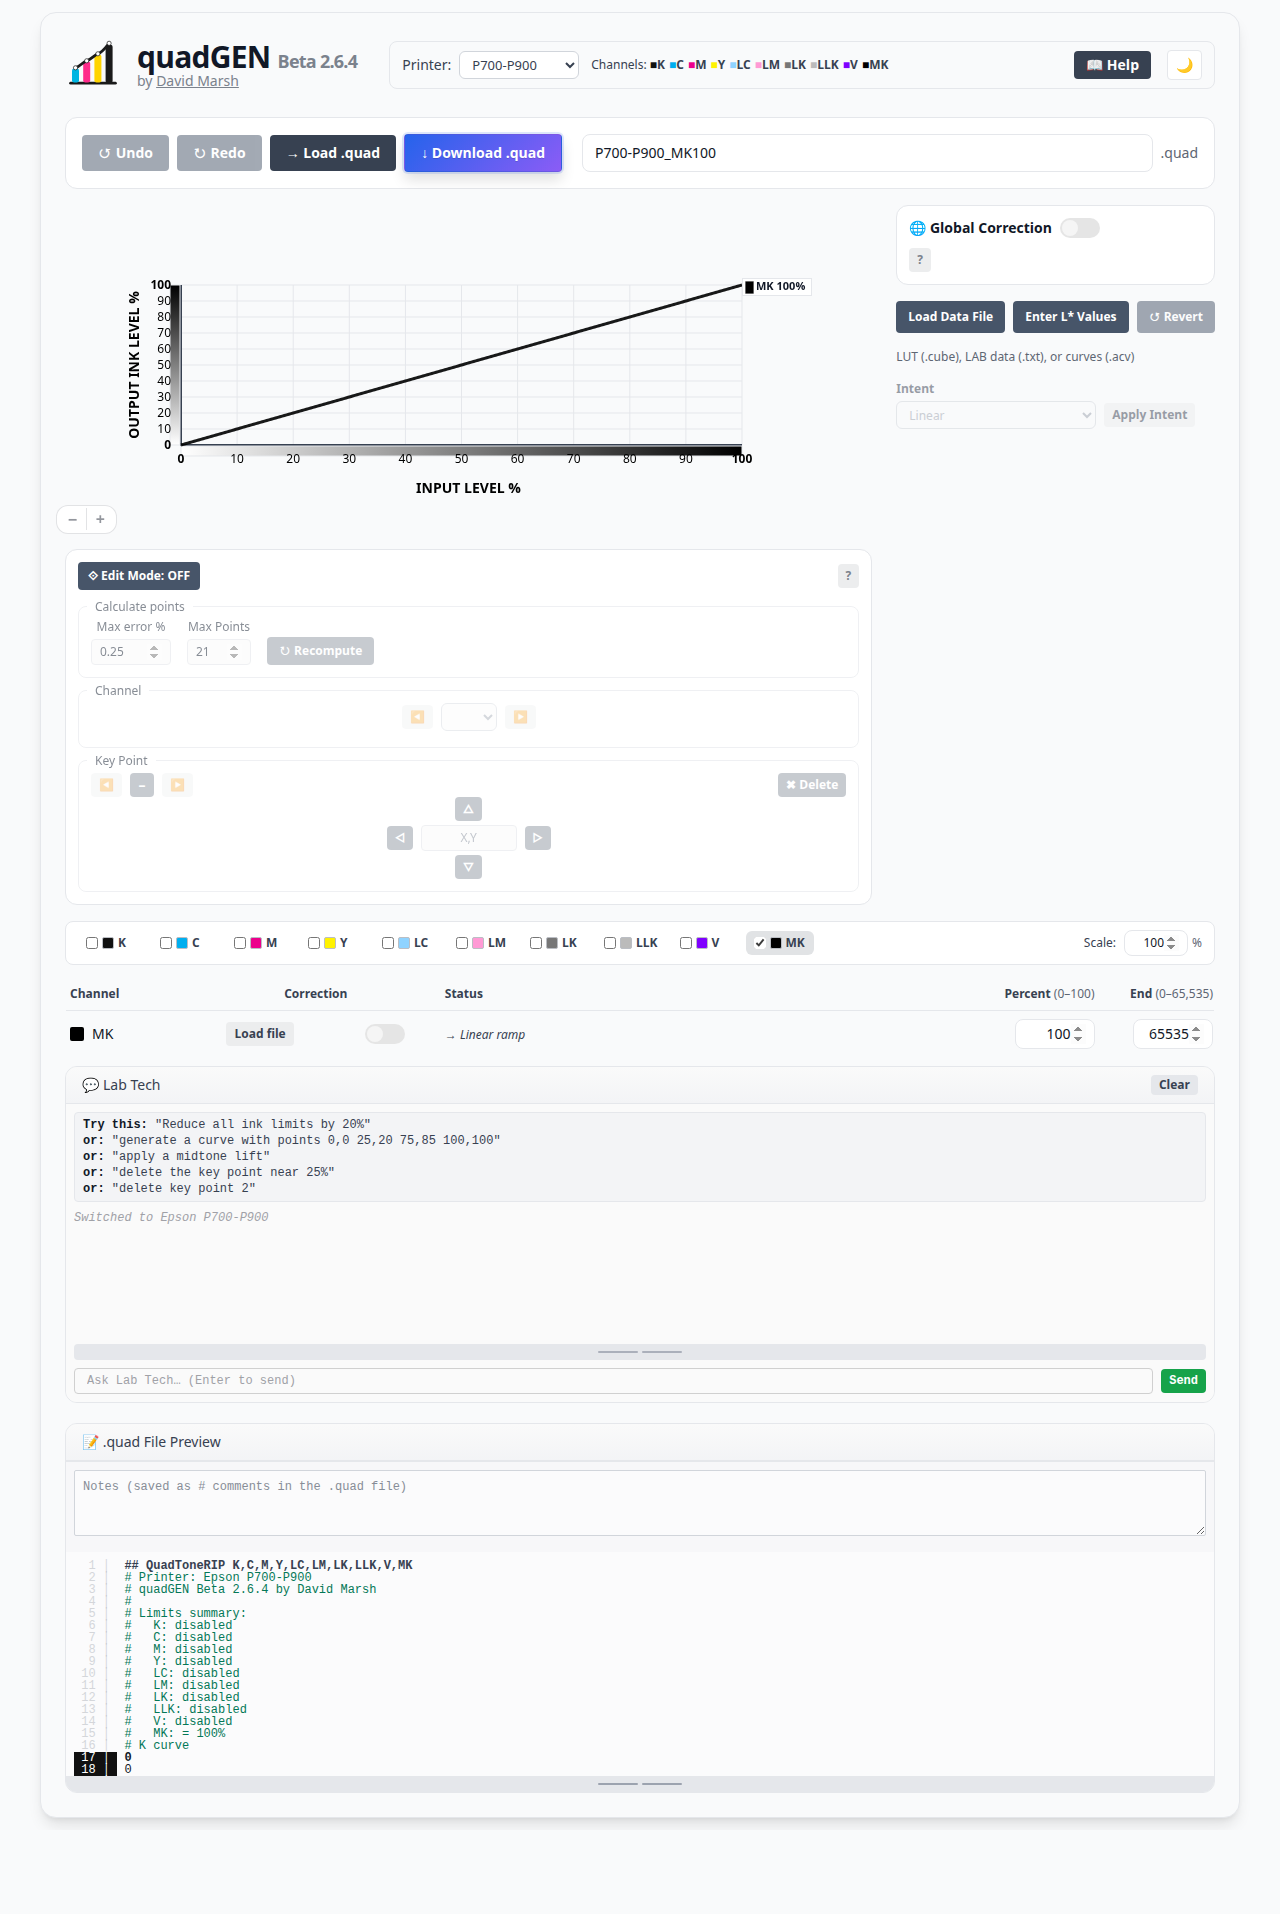 quadGEN Beta 2.6.4
by David Marsh
Printer: P700-P900 Channels: ■K ■C ■M ■Y ■LC ■LM ■LK ■LLK ■V ■MK
📖 Help
↺ Undo ↻ Redo → Load .quad ↓ Download .quad P700-P900_MK100 .quad
🌐 Global Correction
?
Load Data File Enter L* Values ↺ Revert
LUT (.cube), LAB data (.txt), or curves (.acv)
Intent
Linear Apply Intent
OUTPUT INK LEVEL %
100
90
80
70
60
50
40
30
20
10
0
MK 100%
0 10 20 30 40 50 60 70 80 90 100
INPUT LEVEL %
− +
⟐ Edit Mode: OFF ?
Calculate points
Max error % Max Points
0.25 21 ↻ Recompute
Channel
Key Point
– ✖ Delete
X,Y
K C M Y LC LM LK LLK V MK Scale: 100 %
Channel Correction Status Percent (0–100) End (0–65,535)
MK Load file → Linear ramp 100 65535
💬 Lab Tech Clear
Try this: "Reduce all ink limits by 20%"
or: "generate a curve with points 0,0 25,20 75,85 100,100"
or: "apply a midtone lift"
or: "delete the key point near 25%"
or: "delete key point 2"
Switched to Epson P700-P900
Ask Lab Tech… (Enter to send) Send
📝 .quad File Preview
Notes (saved as # comments in the .quad file)
1 ## QuadToneRIP K,C,M,Y,LC,LM,LK,LLK,V,MK
2 # Printer: Epson P700-P900
3 # quadGEN Beta 2.6.4 by David Marsh
4 #
5 # Limits summary:
6 #   K: disabled
7 #   C: disabled
8 #   M: disabled
9 #   Y: disabled
10 #   LC: disabled
11 #   LM: disabled
12 #   LK: disabled
13 #   LLK: disabled
14 #   V: disabled
15 #   MK: = 100%
16 # K curve
17 0
18 0